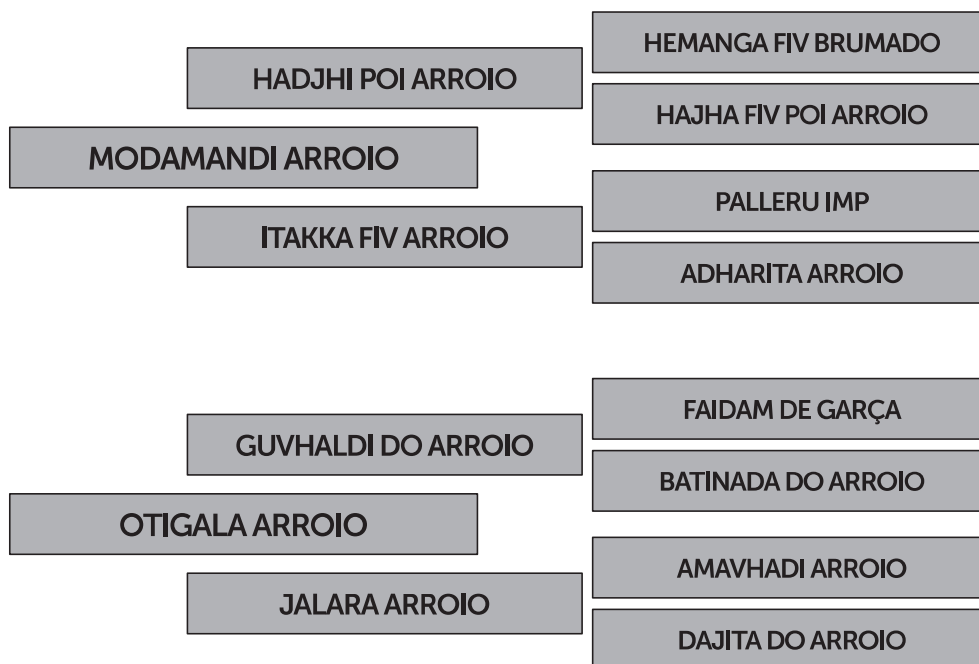 HEMANGA FIV BRUMADO
HADJHI POI ARROIO
HAJHA FIV POI ARROIO
MODAMANDI ARROIO
PALLERU IMP
ITAKKA FIV ARROIO
ADHARITA ARROIO
FAIDAM DE GARÇA
GUVHALDI DO ARROIO
BATINADA DO ARROIO
OTIGALA ARROIO
AMAVHADI ARROIO
JALARA ARROIO
DAJITA DO ARROIO